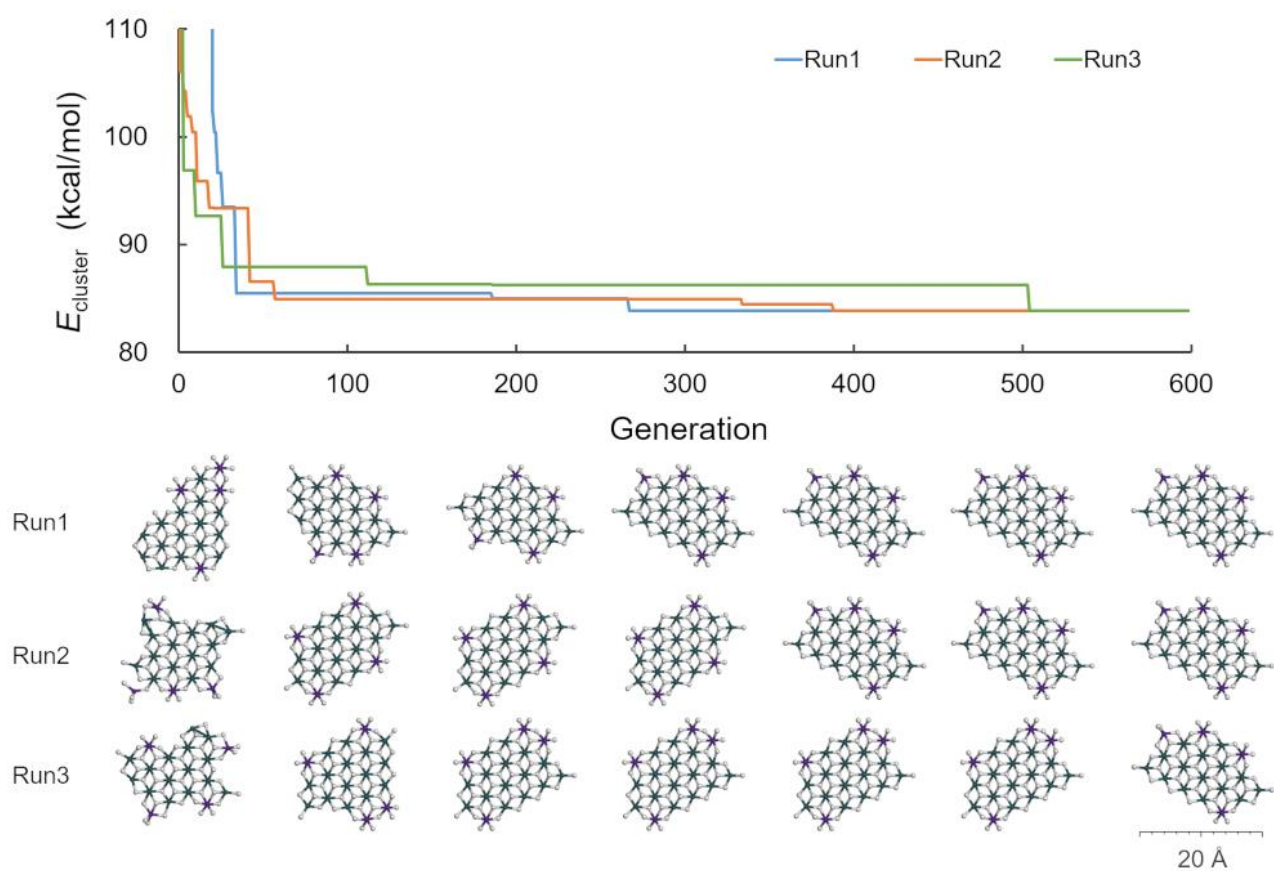 110
Run1 Run2 Run3
100
E_cluster (kcal/mol)
90
80
0 100 200 300 400 500 600
Generation
Run1
Run2
Run3
20 Å